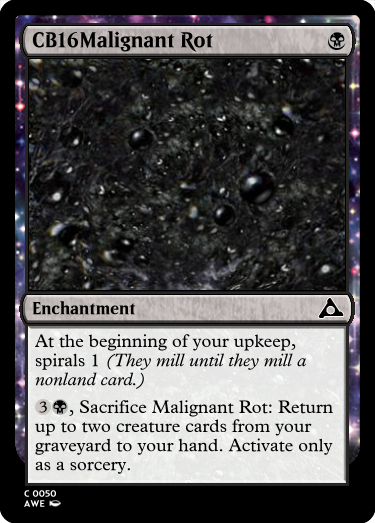 CB16Malignant Rot
Enchantment
At the beginning of your upkeep,
spirals 1 (They mill until they mill a
nonland card.)
3, Sacrifice Malignant Rot: Return
up to two creature cards from your
graveyard to your hand. Activate only
as a sorcery.
C 0050
AWE